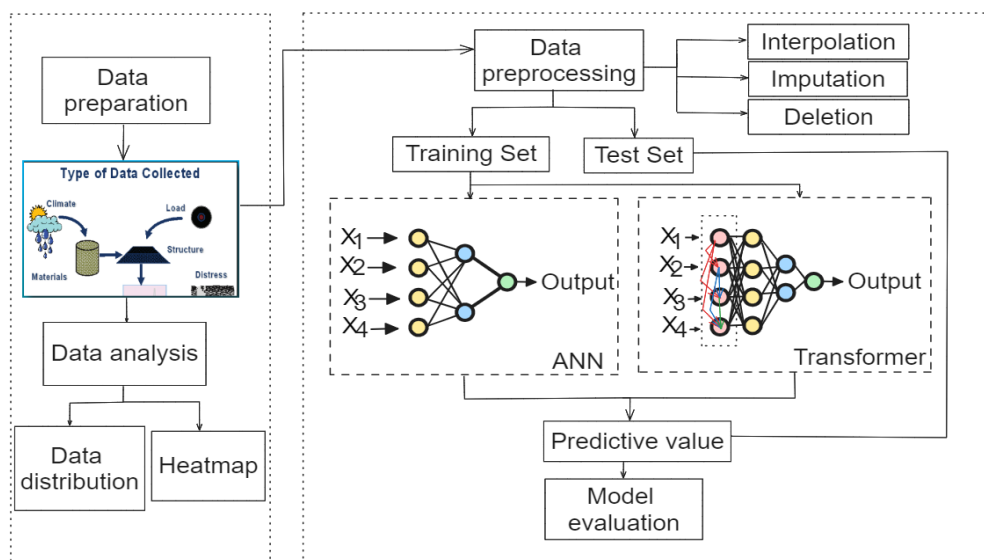 Data
preparation
Type of Data Collected
Climate
Load
Structure
Materials
Distress
Data analysis
Data
distribution
Heatmap
Data
preprocessing
Interpolation
Imputation
Deletion
Training Set
Test Set
X1
X2
X3
X4
Output
ANN
X1
X2
X3
X4
Output
Transformer
Predictive value
Model
evaluation